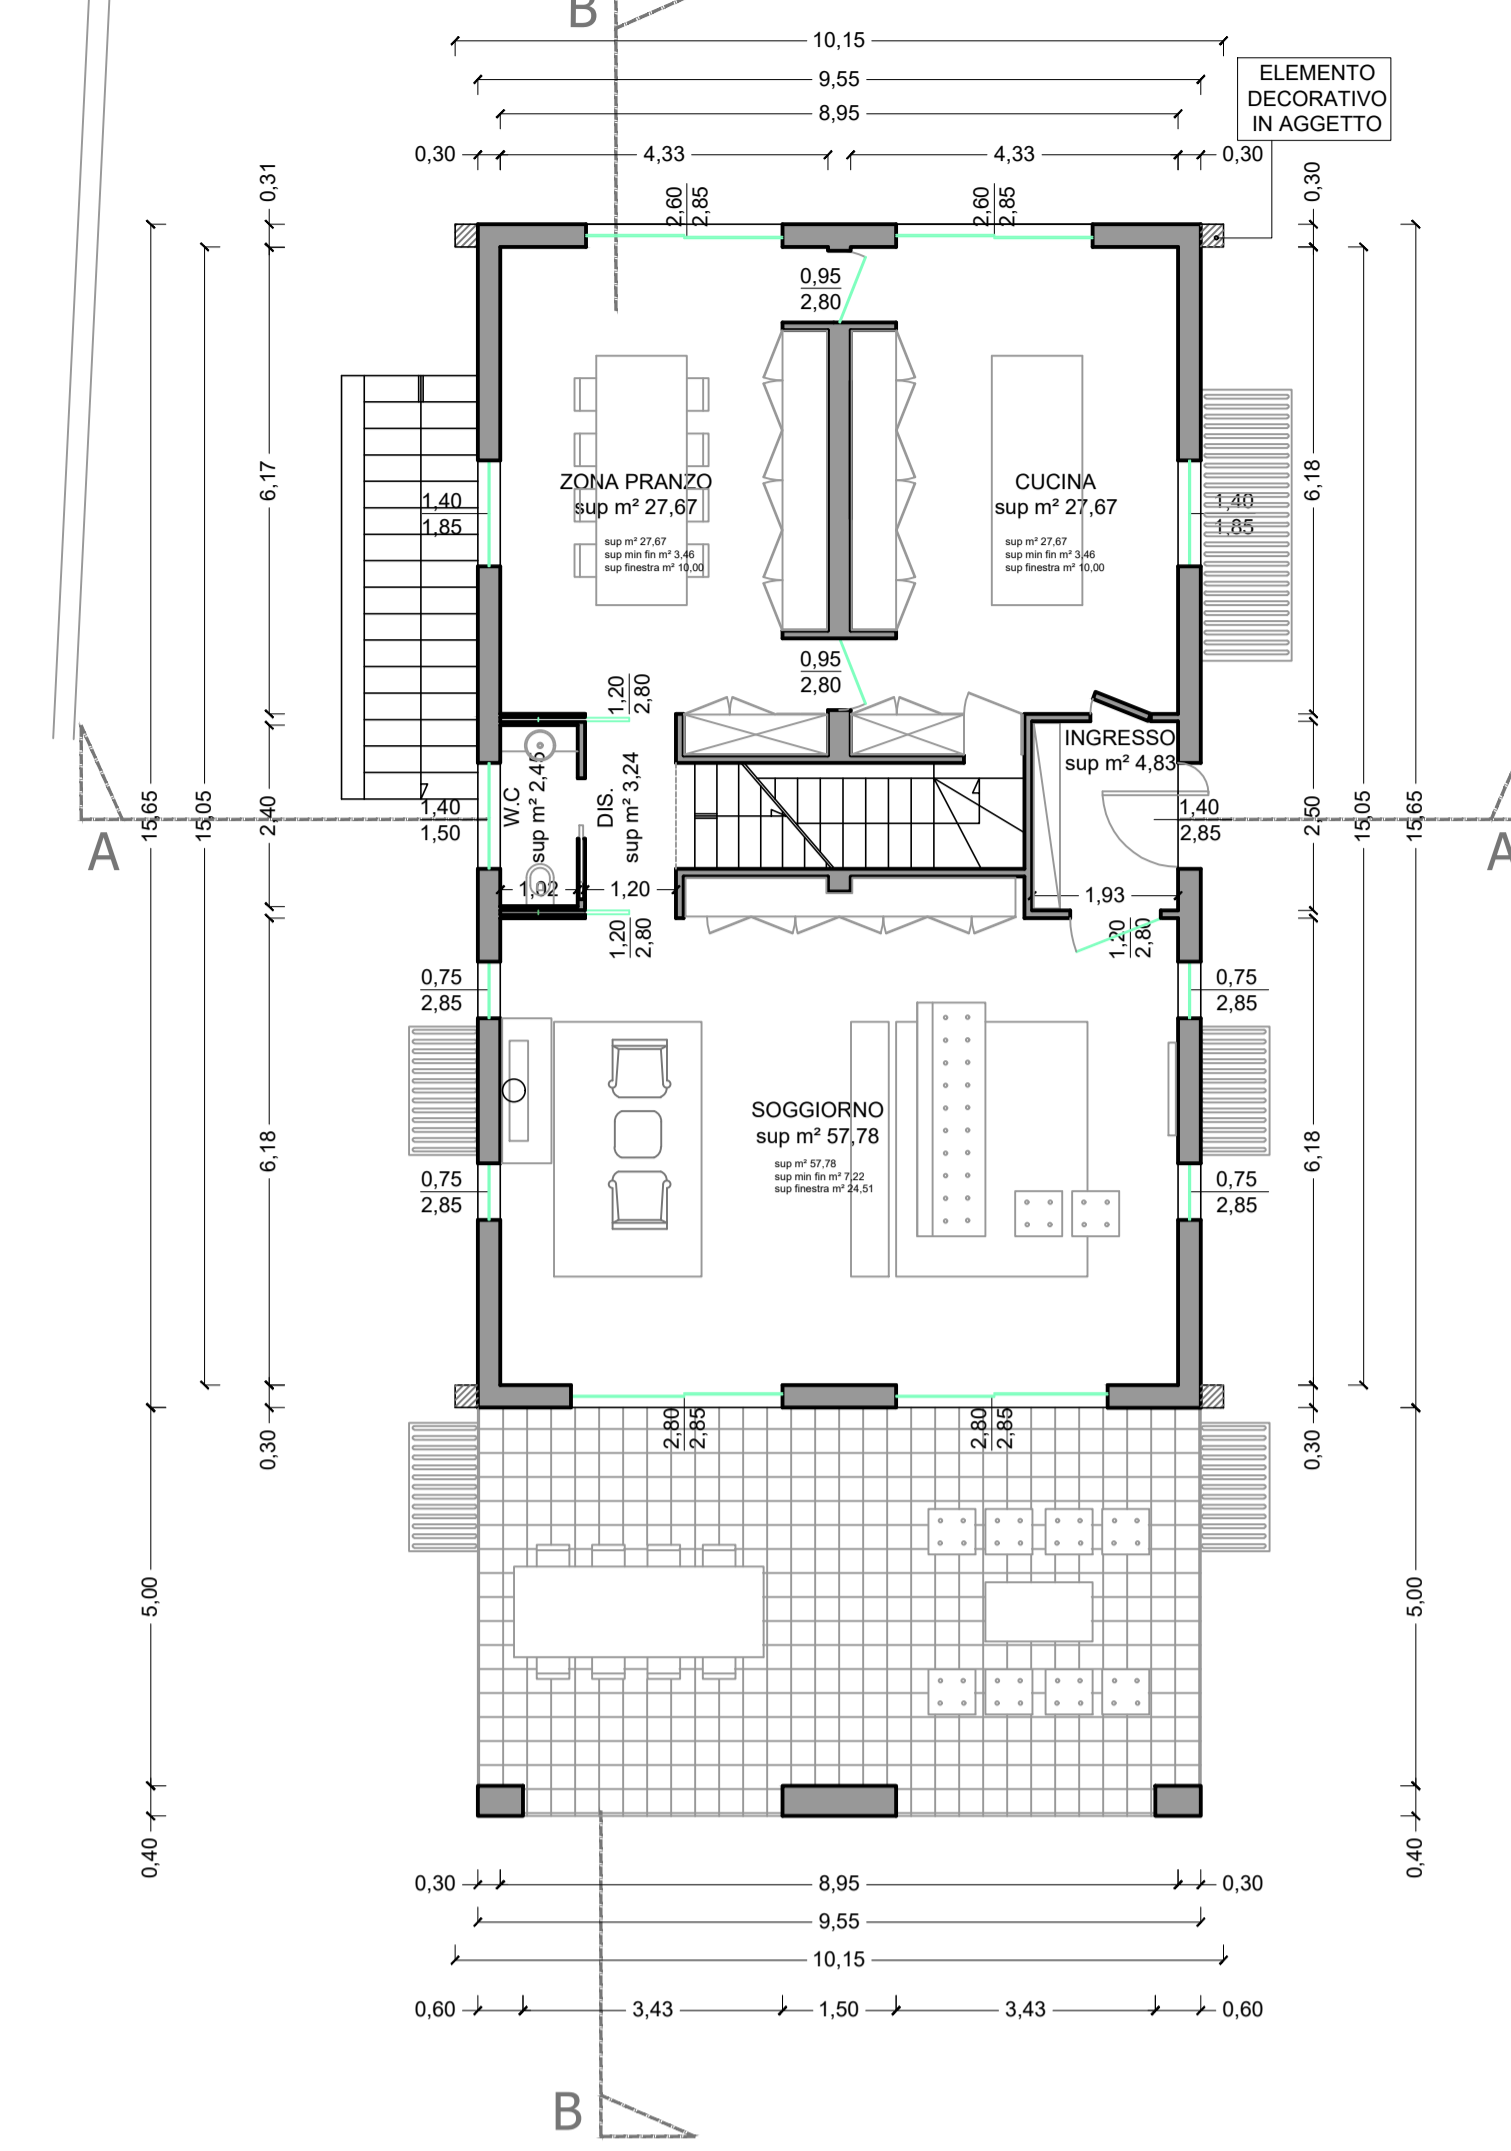 B
10,15
9,55
8,95
0,30
4,33
4,33
0,30
ELEMENTO
DECORATIVO
IN AGGETTO
0,31
0,30
2,60
2,85
2,60
2,85
0,95
2,80
6,17
6,18
ZONA PRANZO
sup m² 27,67
sup m² 27,67
sup min fin m² 3,46
sup finestra m² 10,00
CUCINA
sup m² 27,67
sup m² 27,67
sup min fin m² 3,46
sup finestra m² 10,00
1,40
1,85
1,40
1,85
0,95
2,80
1,20
2,80
INGRESSO
sup m² 4,83
W.C
sup m² 2,45
DIS.
sup m² 3,24
15,65
15,05
2,40
1,40
1,50
1,40
2,85
2,50
15,05
15,65
A
A
1,02
1,20
1,93
1,20
2,80
1,20
2,80
0,75
2,85
0,75
2,85
SOGGIORNO
sup m² 57,78
sup m² 57,78
sup min fin m² 7,22
sup finestra m² 24,51
6,18
6,18
0,75
2,85
0,75
2,85
2,80
2,85
2,80
2,85
0,30
0,30
5,00
5,00
0,40
0,40
0,30
8,95
0,30
9,55
10,15
0,60
3,43
1,50
3,43
0,60
B